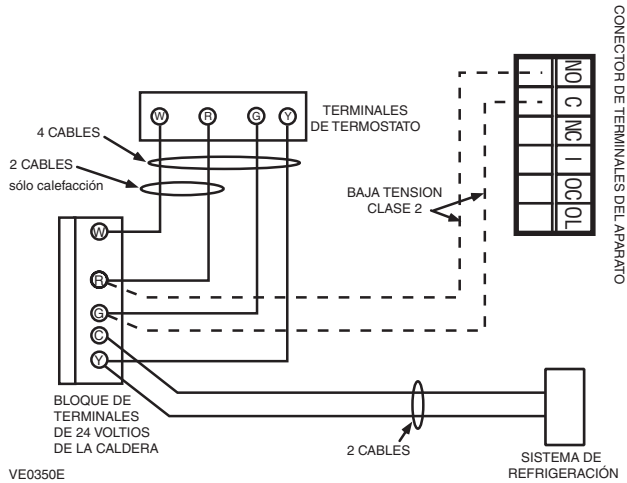 CONECTOR DE TERMINALES DEL APARATO
NO
C
NC
I
OC
OL
W
R
G
Y
TERMINALES
DE TERMOSTATO
4 CABLES
2 CABLES
sólo calefacción
BAJA TENSION
CLASE 2
W
R
G
C
Y
BLOQUE DE
TERMINALES
DE 24 VOLTIOS
DE LA CALDERA
2 CABLES
SISTEMA DE
REFRIGERACIÓN
VE0350E